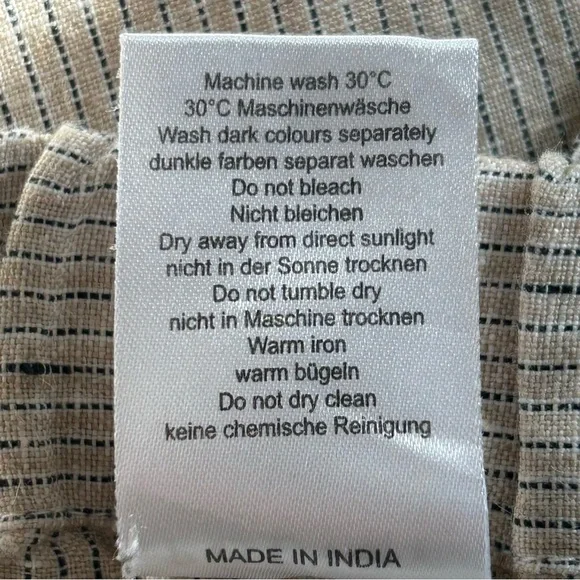 Machine wash 30°C
30°C Maschinenwäsche
Wash dark colours separately
dunkle farben separat waschen
Do not bleach
Nicht bleichen
Dry away from direct sunlight
nicht in der Sonne trocknen
Do not tumble dry
nicht in Maschine trocknen
Warm iron
warm bügeln
Do not dry clean
keine chemische Reinigung
MADE IN INDIA